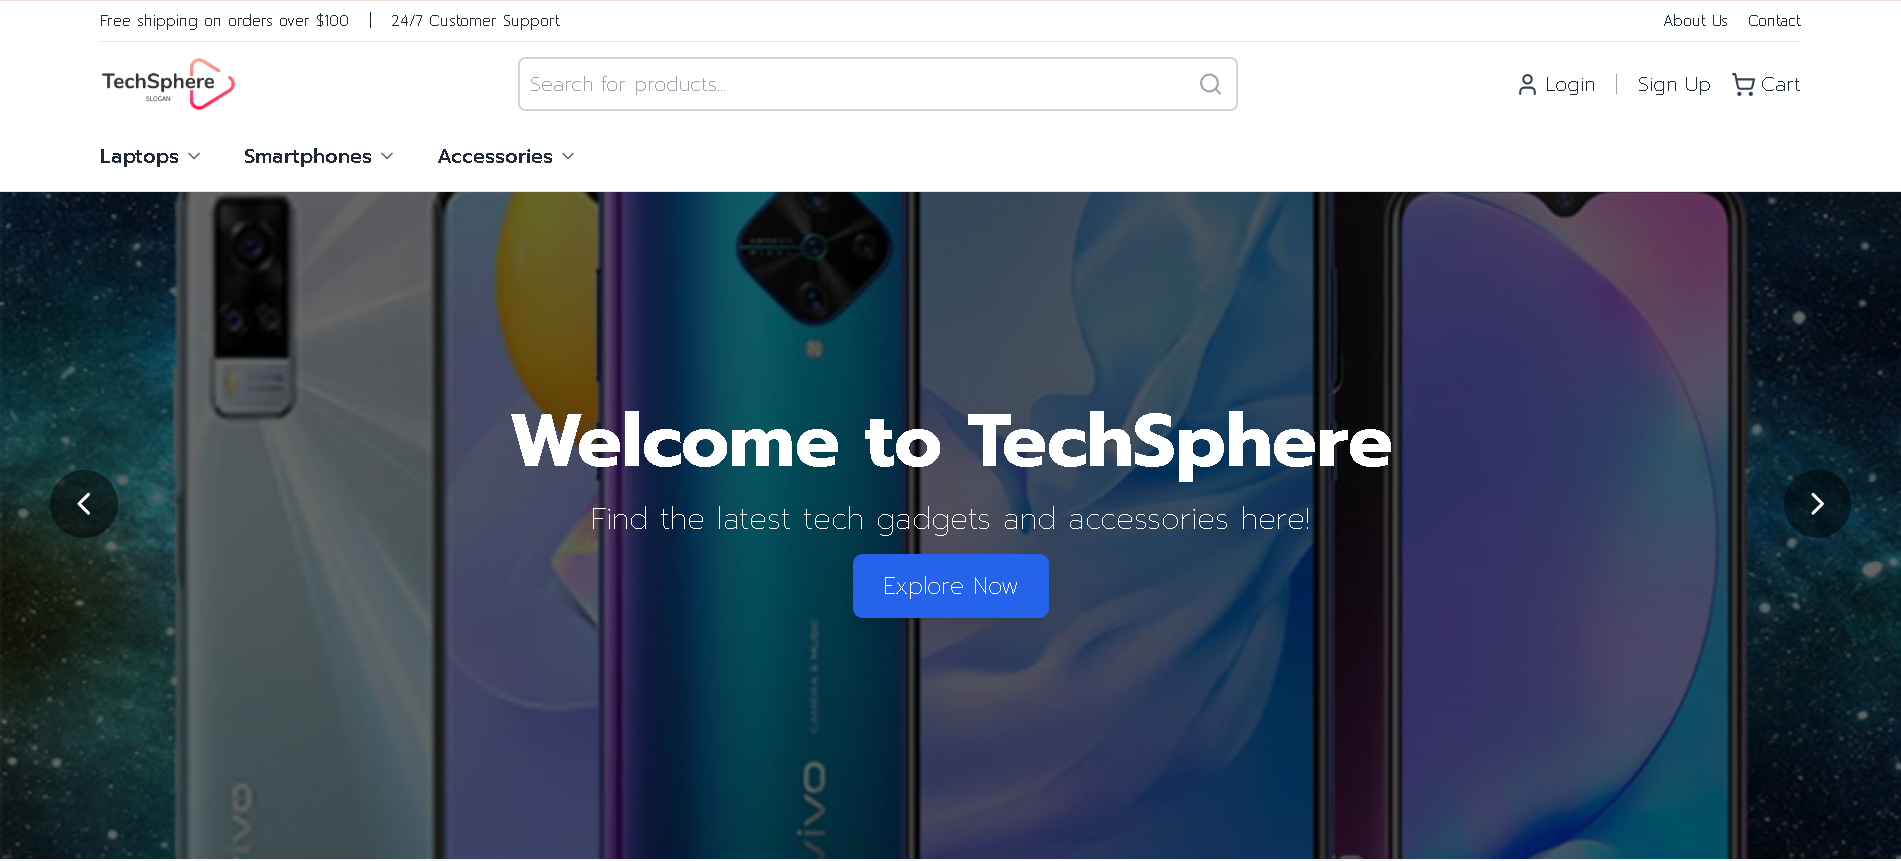 Free shipping on orders over $100 | 24/7 Customer Support
About Us Contact
TechSphere
SLOGAN
Search for products...
Login | Sign Up Cart
Laptops Smartphones Accessories
Welcome to TechSphere
Find the latest tech gadgets and accessories here!
Explore Now
CAMERA & MUSIC
vivo
vivo